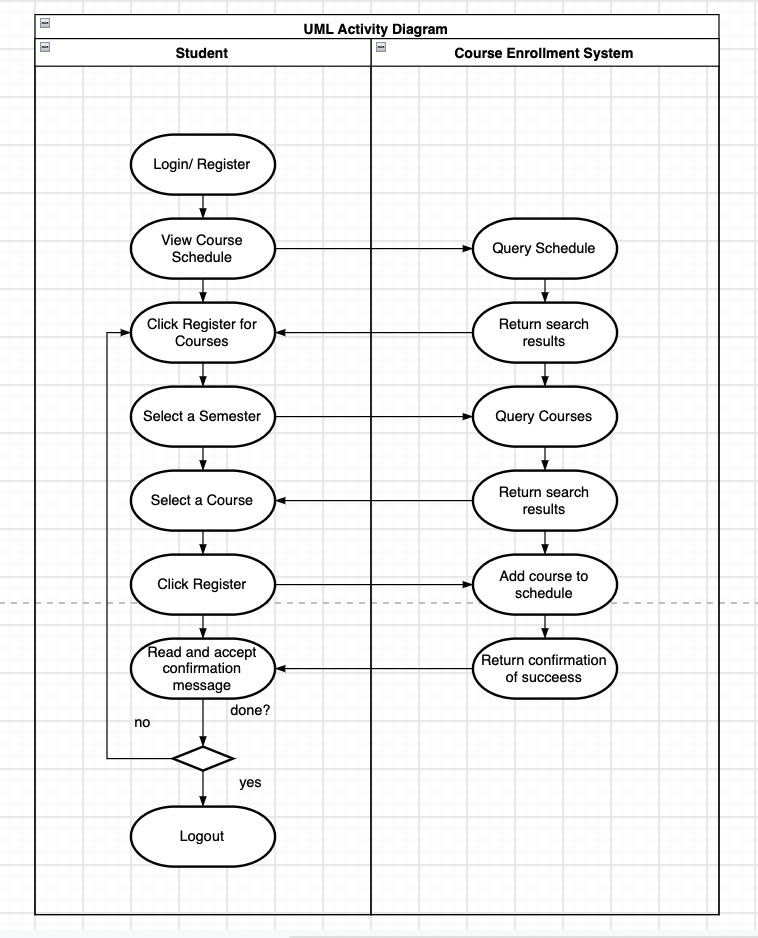 UML Activity Diagram
Student
Course Enrollment System
Login/ Register
View Course
Schedule
Query Schedule
Click Register for
Courses
Return search
results
Select a Semester
Query Courses
Select a Course
Return search
results
Click Register
Add course to
schedule
Read and accept
confirmation
message
Return confirmation
of succeess
done?
no
yes
Logout